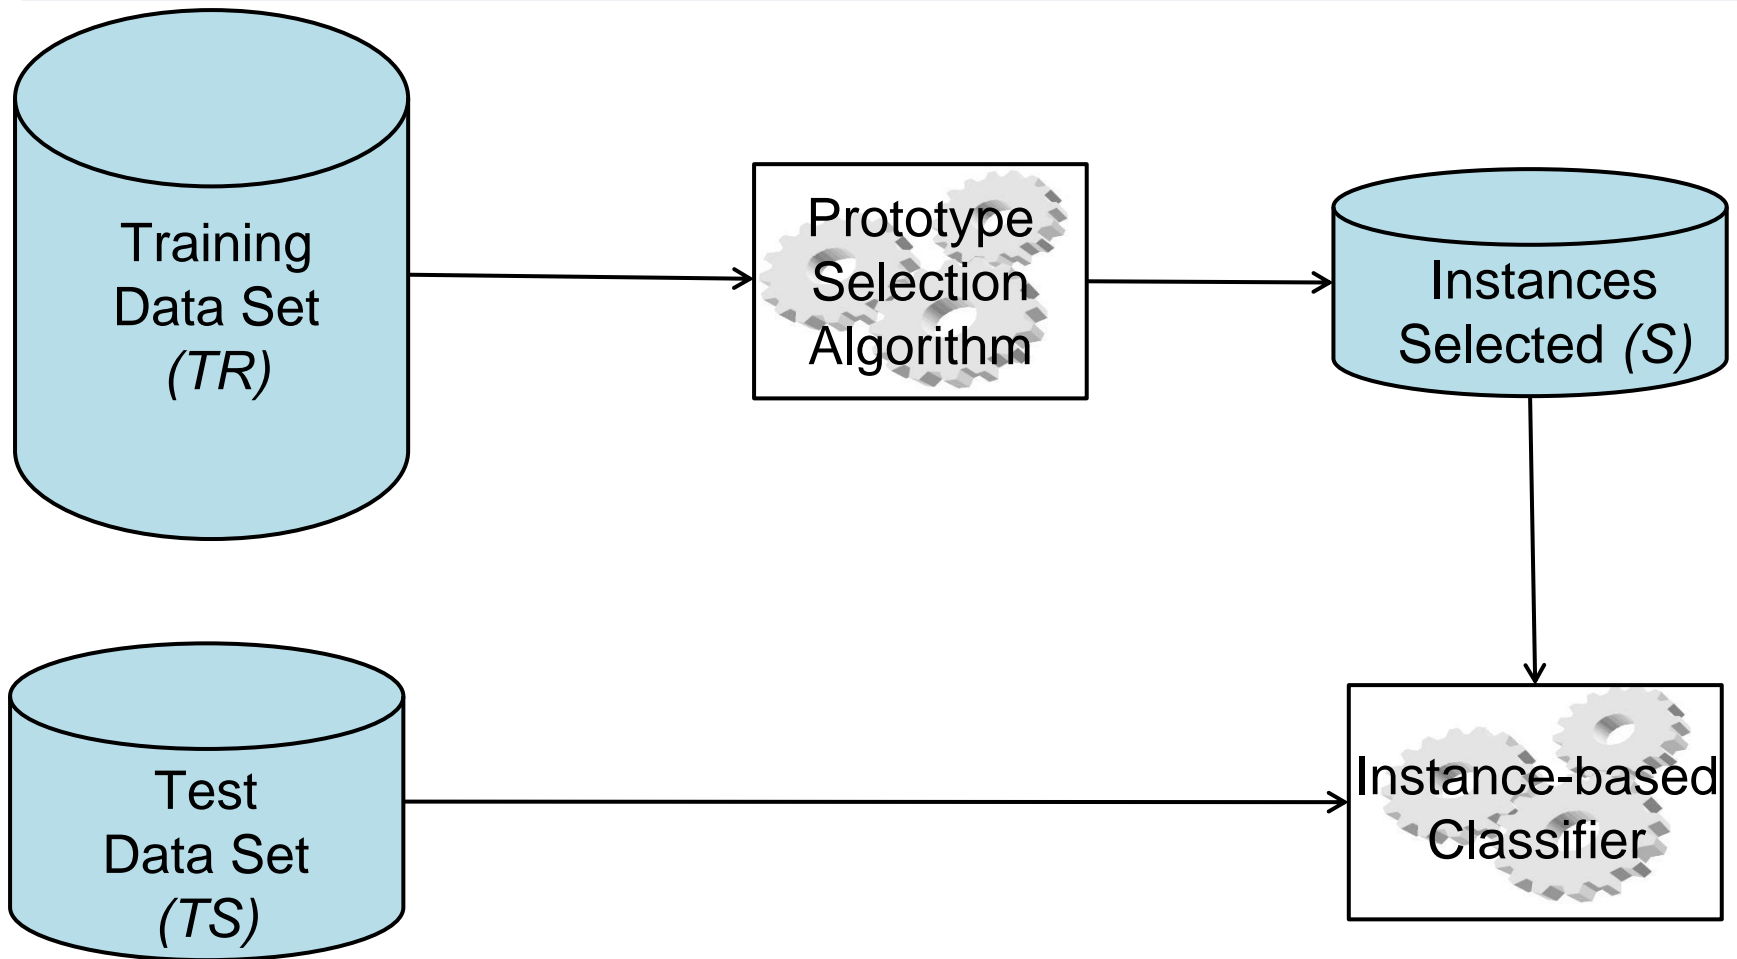 Training
Data Set
(TR)
Prototype
Selection
Algorithm
Instances
Selected (S)
Test
Data Set
(TS)
Instance-based
Classifier